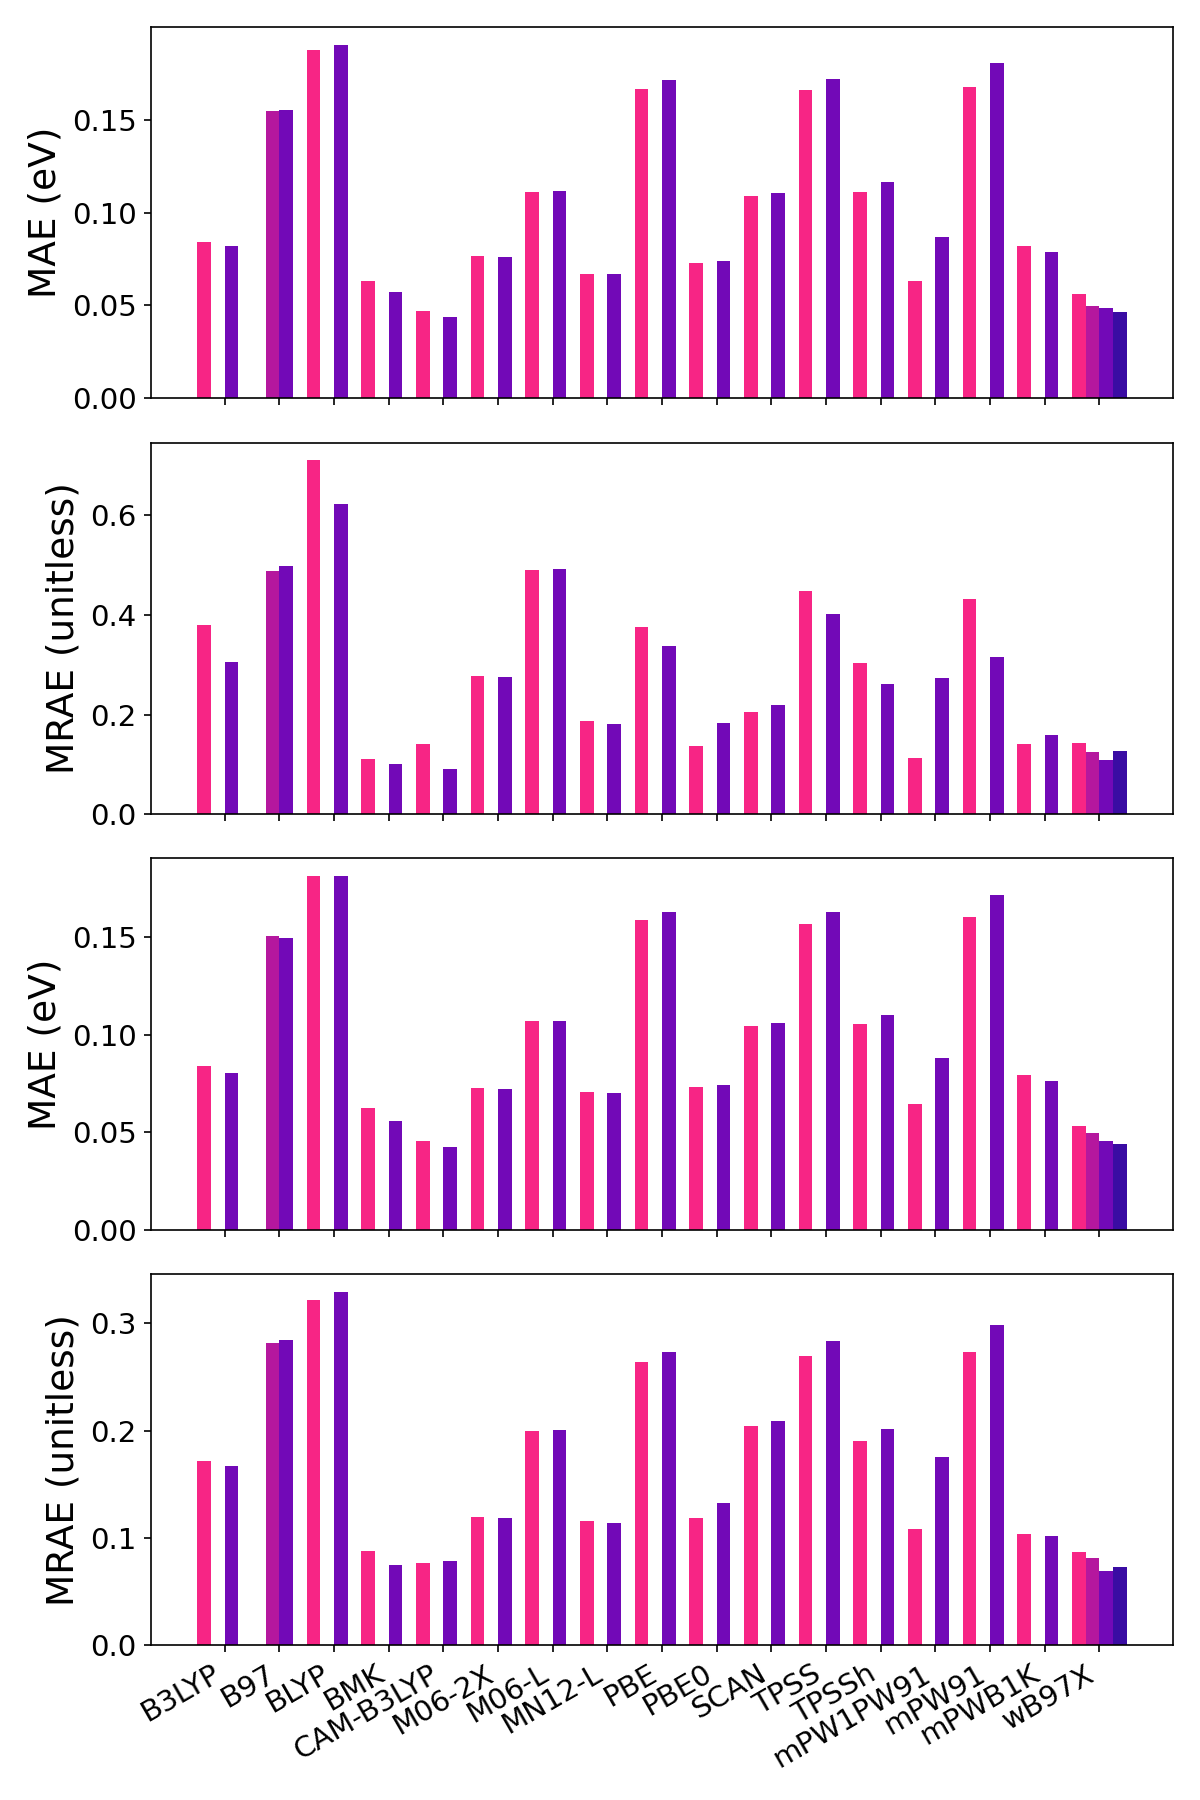 MAE (eV)
0.15
0.10
0.05
0.00
MRAE (unitless)
0.6
0.4
0.2
0.0
MAE (eV)
0.15
0.10
0.05
0.00
MRAE (unitless)
0.3
0.2
0.1
0.0
B3LYP
B97
BLYP
BMK
CAM-B3LYP
M06-2X
M06-L
MN12-L
PBE
PBE0
SCAN
TPSS
TPSSh
mPW1PW91
mPW91
mPWB1K
wB97X